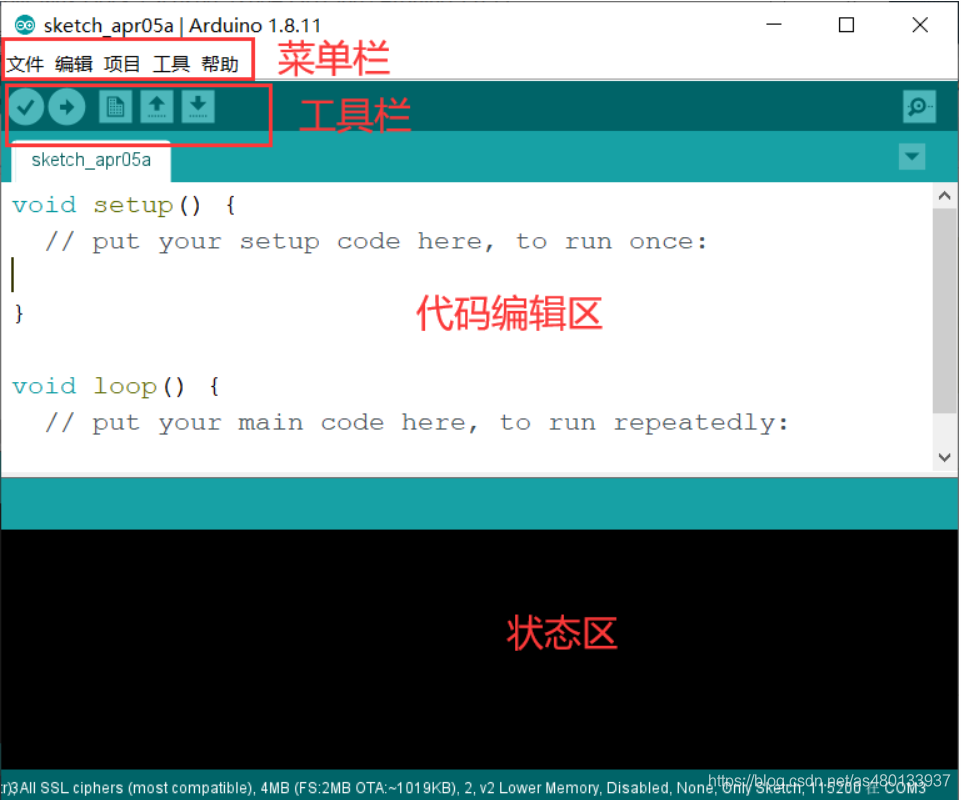 sketch_apr05a | Arduino 1.8.11
文件 编辑 项目 工具 帮助
菜单栏
工具栏
sketch_apr05a
void setup() {
// put your setup code here, to run once:
}
代码编辑区
void loop() {
// put your main code here, to run repeatedly:
状态区
https://blog.csdn.net/as480133937
All SSL ciphers (most compatible), 4MB (FS:2MB OTA:~1019KB), 2, v2 Lower Memory, Disabled, None, Only Sketch, 115200 在 COM3